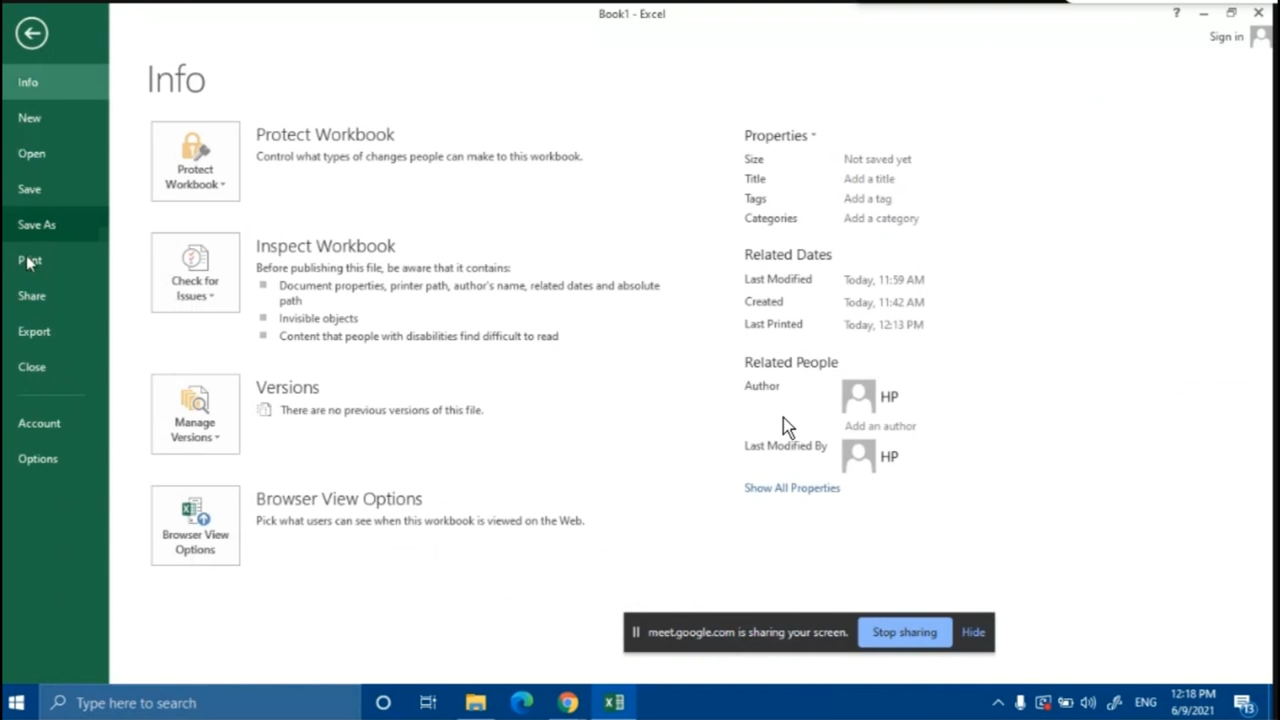 Book1 - Excel
?
Sign in
Info
New
Open
Save
Save As
Print
Share
Export
Close
Account
Options
Info
Protect Workbook
Protect Workbook
Control what types of changes people can make to this workbook.
Check for Issues
Inspect Workbook
Before publishing this file, be aware that it contains:
Document properties, printer path, author's name, related dates and absolute
path
Invisible objects
Content that people with disabilities find difficult to read
Manage Versions
Versions
There are no previous versions of this file.
Browser View Options
Browser View Options
Pick what users can see when this workbook is viewed on the Web.
Properties
Size Not saved yet
Title Add a title
Tags Add a tag
Categories Add a category
Related Dates
Last Modified Today, 11:59 AM
Created Today, 11:42 AM
Last Printed Today, 12:13 PM
Related People
Author HP
Add an author
Last Modified By HP
Show All Properties
meet.google.com is sharing your screen. Stop sharing Hide
Type here to search
ENG
12:18 PM
6/9/2021
13